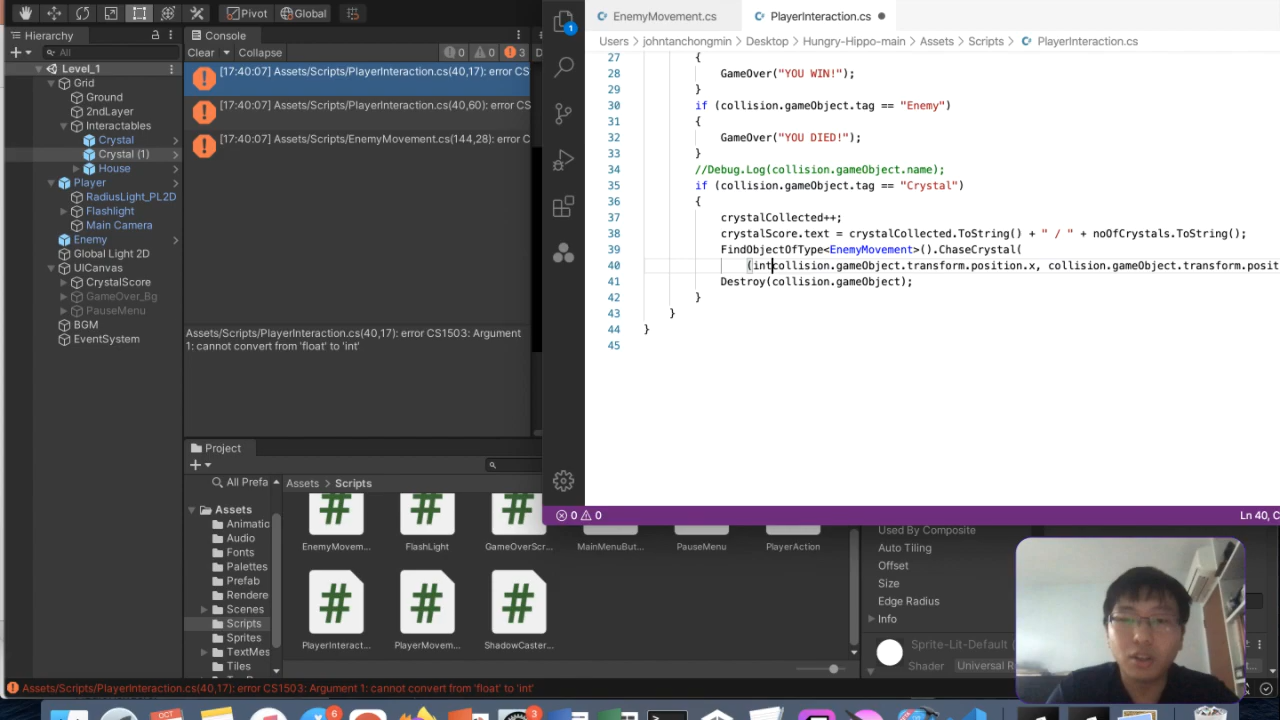 Pivot Global
EnemyMovement.cs PlayerInteraction.cs
Hierarchy
Console
All
Clear Collapse 0 0 3
Users johntanchongmin Desktop Hungry-Hippo-main Assets Scripts PlayerInteraction.cs
Level_1
Grid
Ground
2ndLayer
Interactables
Crystal
Crystal (1)
House
Player
RadiusLight_PL2D
Flashlight
Main Camera
Enemy
Global Light 2D
UICanvas
CrystalScore
GameOver_Bg
PauseMenu
BGM
EventSystem
[17:40:07] Assets/Scripts/PlayerInteraction.cs(40,17): error CS
[17:40:07] Assets/Scripts/PlayerInteraction.cs(40,60): error CS
[17:40:07] Assets/Scripts/EnemyMovement.cs(144,28): error C
Assets/Scripts/PlayerInteraction.cs(40,17): error CS1503: Argument
1: cannot convert from 'float' to 'int'
27 {
28 GameOver("YOU WIN!");
29 }
30 if (collision.gameObject.tag == "Enemy")
31 {
32 GameOver("YOU DIED!");
33 }
34 //Debug.Log(collision.gameObject.name);
35 if (collision.gameObject.tag == "Crystal")
36 {
37 crystalCollected++;
38 crystalScore.text = crystalCollected.ToString() + " / " + noOfCrystals.ToString();
39 FindObjectOfType<EnemyMovement>().ChaseCrystal(
40 (intcollision.gameObject.transform.position.x, collision.gameObject.transform.posit
41 Destroy(collision.gameObject);
42 }
43 }
44 }
45
0 0 Ln 40, C
Project
All Prefa
Assets
Animatio
Audio
Fonts
Palettes
Prefab
Rendere
Scenes
Scripts
Sprites
TextMes
Tiles
Assets Scripts
EnemyMovem... FlashLight GameOverScr... MainMenuBut... PauseMenu PlayerAction
PlayerInteract... PlayerMovem... ShadowCaster...
Used By Composite
Auto Tiling
Offset
Size
Edge Radius
Info
Sprite-Lit-Default (
Shader Universal R
Assets/Scripts/PlayerInteraction.cs(40,17): error CS1503: Argument 1: cannot convert from 'float' to 'int'
OCT
6
3